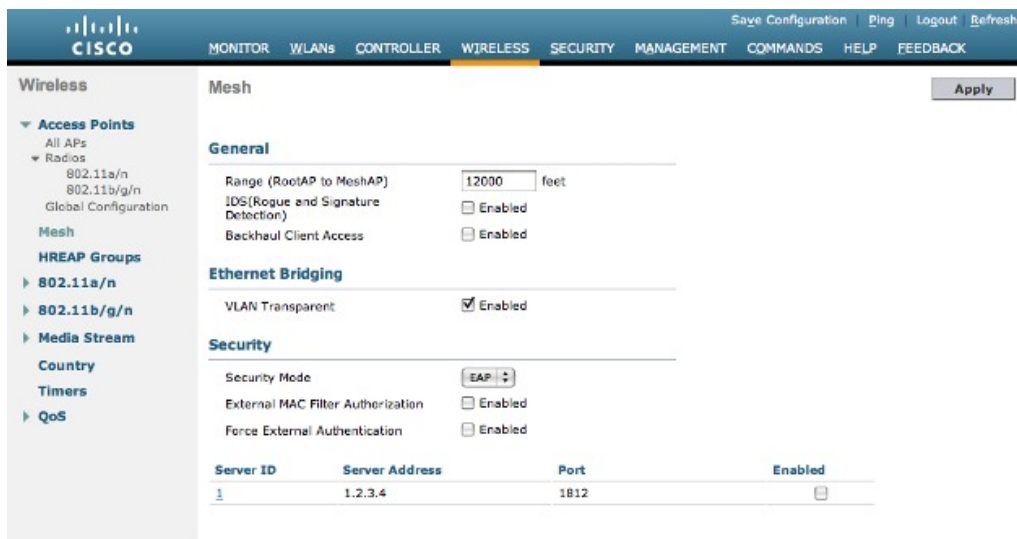 Save Configuration | Ping | Logout | Refresh
CISCO
MONITOR WLANs CONTROLLER WIRELESS SECURITY MANAGEMENT COMMANDS HELP FEEDBACK
Wireless
Access Points
All APs
Radios
802.11a/n
802.11b/g/n
Global Configuration
Mesh
HREAP Groups
802.11a/n
802.11b/g/n
Media Stream
Country
Timers
QoS
Mesh
Apply
General
Range (RootAP to MeshAP) 12000 feet
IDS(Rogue and Signature
Detection) Enabled
Backhaul Client Access Enabled
Ethernet Bridging
VLAN Transparent Enabled
Security
Security Mode EAP
External MAC Filter Authorization Enabled
Force External Authentication Enabled
Server ID Server Address Port Enabled
1 1.2.3.4 1812